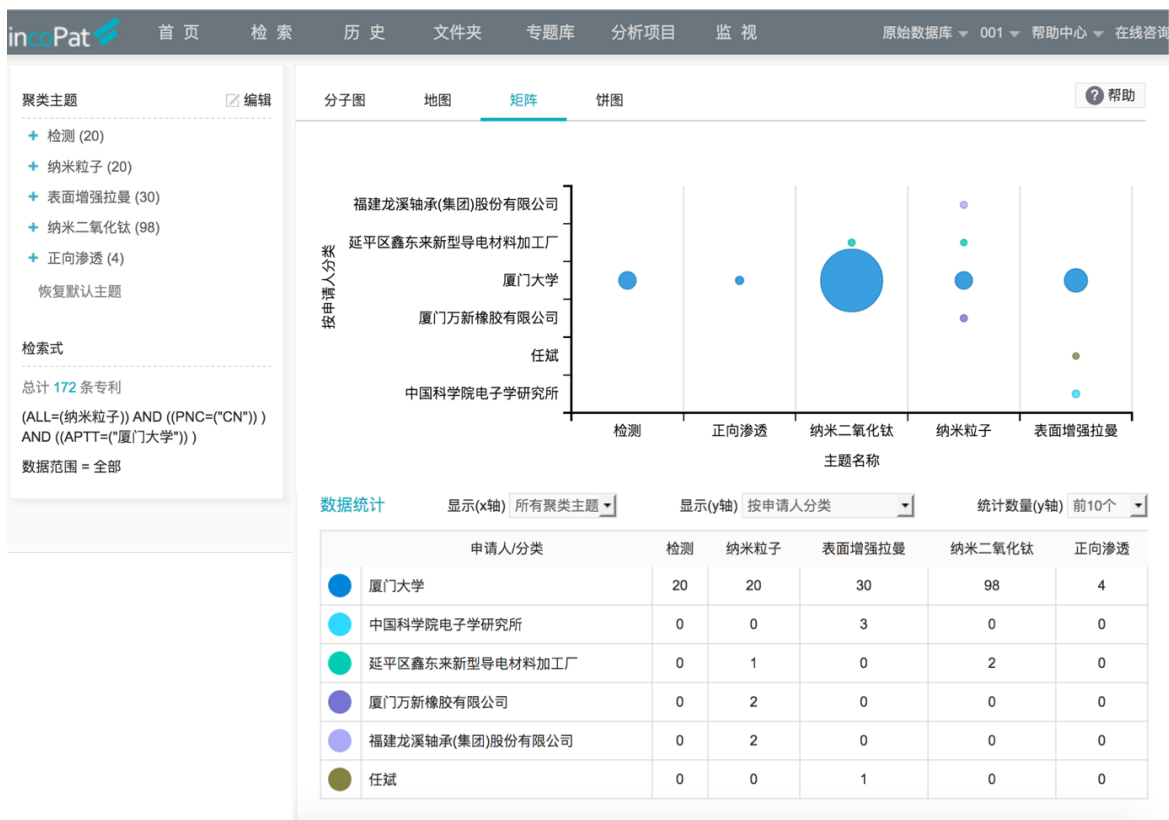 incoPat
首 页 检 索 历 史 文件夹 专题库 分析项目 监 视 原始数据库 001 帮助中心 在线咨询
聚类主题 编辑
+ 检测 (20)
+ 纳米粒子 (20)
+ 表面增强拉曼 (30)
+ 纳米二氧化钛 (98)
+ 正向渗透 (4)
恢复默认主题
检索式
总计 172 条专利
(ALL=(纳米粒子)) AND ((PNC=("CN")) )
AND ((APTT=("厦门大学")) )
数据范围 = 全部
分子图 地图 矩阵 饼图
? 帮助
按申请人分类
福建龙溪轴承(集团)股份有限公司
延平区鑫东来新型导电材料加工厂
厦门大学
厦门万新橡胶有限公司
任斌
中国科学院电子学研究所
检测 正向渗透 纳米二氧化钛 纳米粒子 表面增强拉曼
主题名称
数据统计 显示(x轴) 所有聚类主题 显示(y轴) 按申请人分类 统计数量(y轴) 前10个
申请人/分类 检测 纳米粒子 表面增强拉曼 纳米二氧化钛 正向渗透
厦门大学 20 20 30 98 4
中国科学院电子学研究所 0 0 3 0 0
延平区鑫东来新型导电材料加工厂 0 1 0 2 0
厦门万新橡胶有限公司 0 2 0 0 0
福建龙溪轴承(集团)股份有限公司 0 2 0 0 0
任斌 0 0 1 0 0